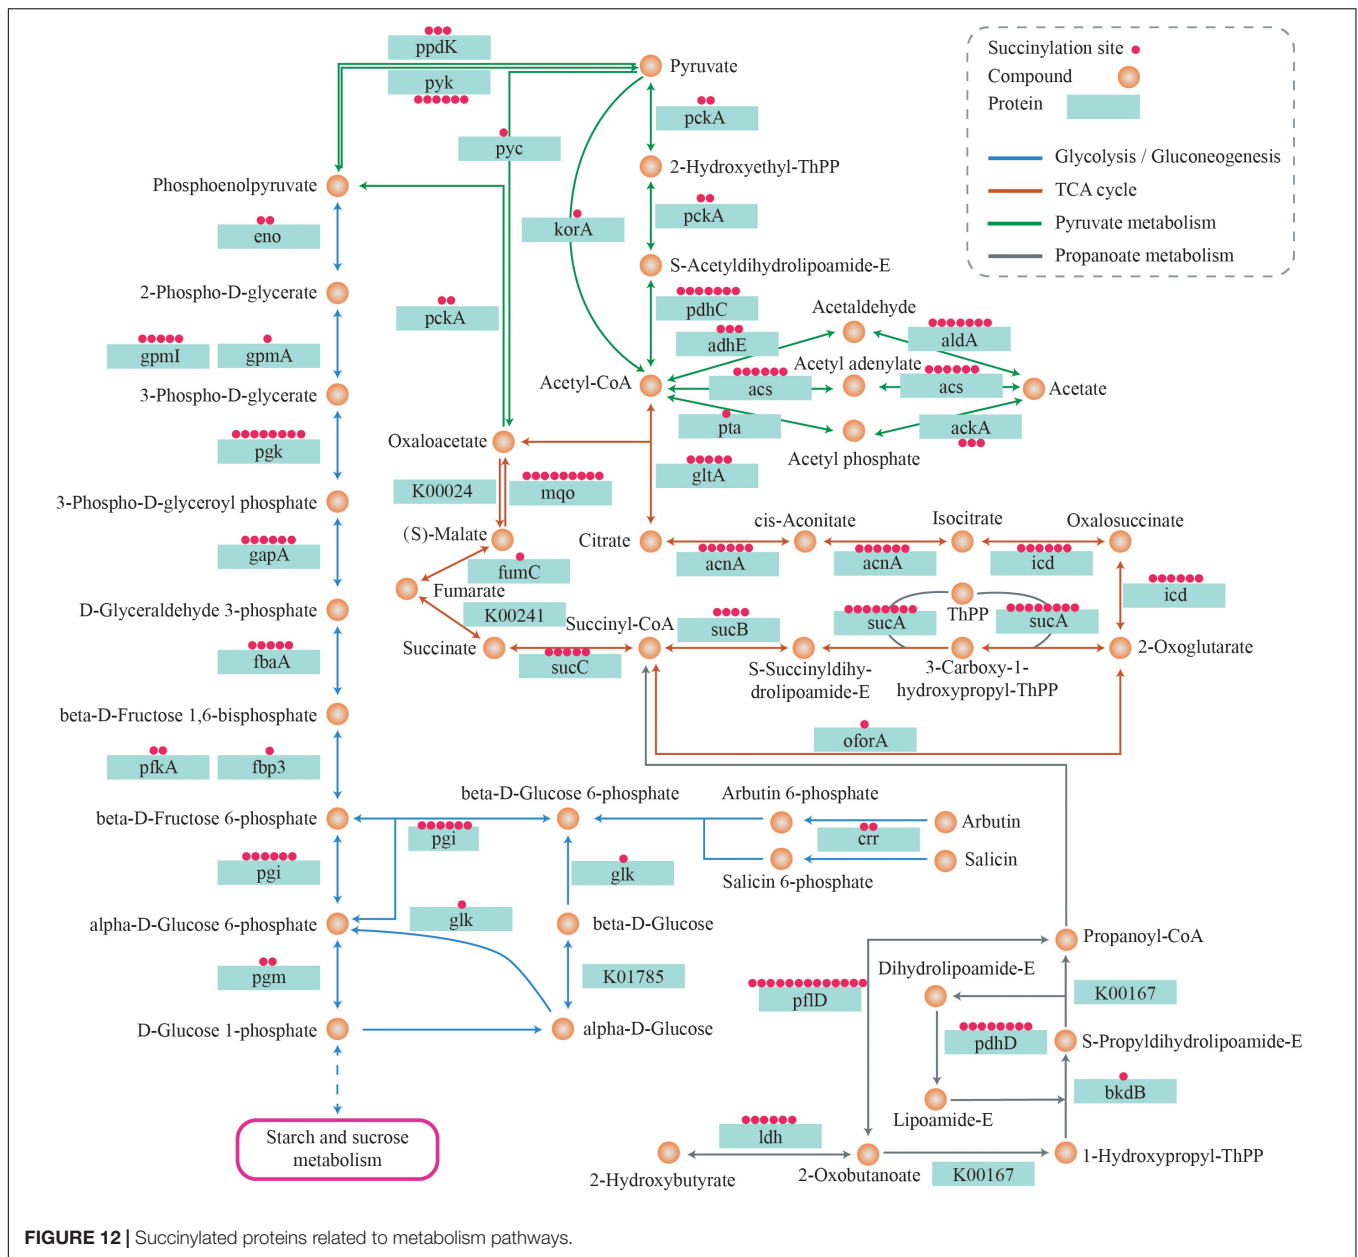 ppdK
pyk
Pyruvate
Succinylation site
Compound
Protein
Glycolysis / Gluconeogenesis
TCA cycle
Pyruvate metabolism
Propanoate metabolism
pckA
pyc
2-Hydroxyethyl-ThPP
Phosphoenolpyruvate
pckA
korA
eno
S-Acetyldihydrolipoamide-E
2-Phospho-D-glycerate
pdhC
Acetaldehyde
pckA
adhE
aldA
gpmI
gpmA
Acetyl adenylate
3-Phospho-D-glycerate
Acetyl-CoA
acs
acs
Acetate
pta
ackA
pgk
Oxaloacetate
Acetyl phosphate
gltA
K00024
mqo
3-Phospho-D-glyceroyl phosphate
(S)-Malate
Citrate
cis-Aconitate
Isocitrate
Oxalosuccinate
gapA
acnA
acnA
icd
fumC
Fumarate
icd
D-Glyceraldehyde 3-phosphate
K00241
Succinyl-CoA
sucB
sucA
ThPP
sucA
fbaA
Succinate
sucC
S-Succinyldihy-
drolipoamide-E
3-Carboxy-1-
hydroxypropyl-ThPP
2-Oxoglutarate
beta-D-Fructose 1,6-bisphosphate
oforA
pfkA
fbp3
beta-D-Glucose 6-phosphate
Arbutin 6-phosphate
beta-D-Fructose 6-phosphate
pgi
crr
Arbutin
Salicin
pgi
glk
Salicin 6-phosphate
alpha-D-Glucose 6-phosphate
glk
beta-D-Glucose
Propanoyl-CoA
pgm
K01785
Dihydrolipoamide-E
pflD
K00167
D-Glucose 1-phosphate
alpha-D-Glucose
pdhD
S-Propyldihydrolipoamide-E
bkdB
Lipoamide-E
Starch and sucrose
metabolism
ldh
2-Hydroxybutyrate
2-Oxobutanoate
K00167
1-Hydroxypropyl-ThPP
FIGURE 12 | Succinylated proteins related to metabolism pathways.